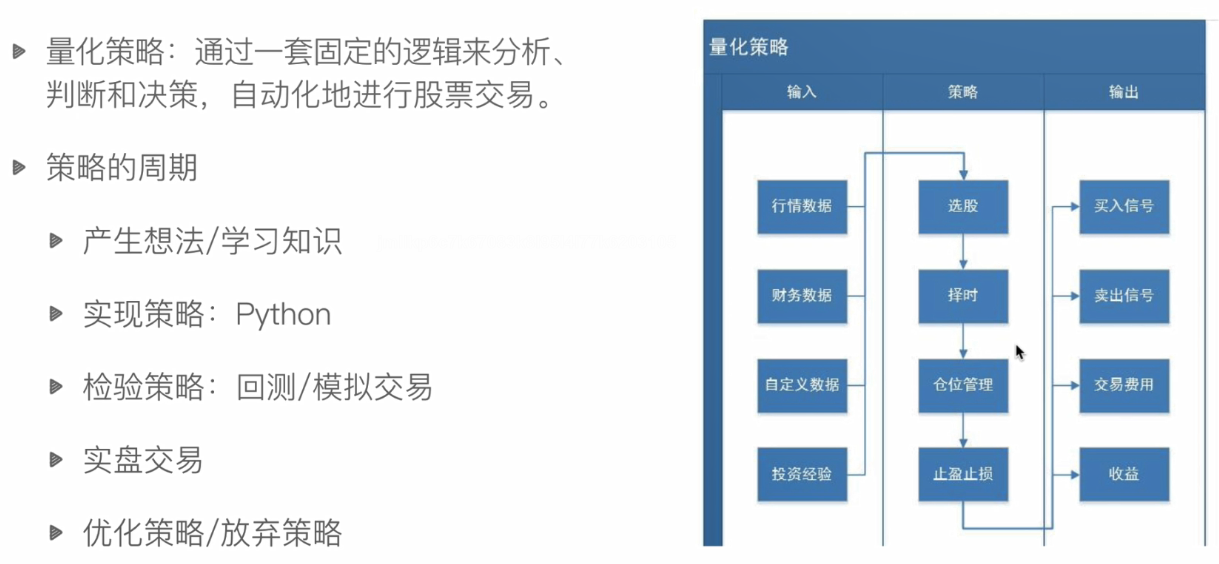 量化策略：通过一套固定的逻辑来分析、
判断和决策，自动化地进行股票交易。
策略的周期
产生想法/学习知识
实现策略：Python
检验策略：回测/模拟交易
实盘交易
优化策略/放弃策略
量化策略
输入
策略
输出
行情数据
选股
买入信号
财务数据
择时
卖出信号
自定义数据
仓位管理
交易费用
投资经验
止盈止损
收益